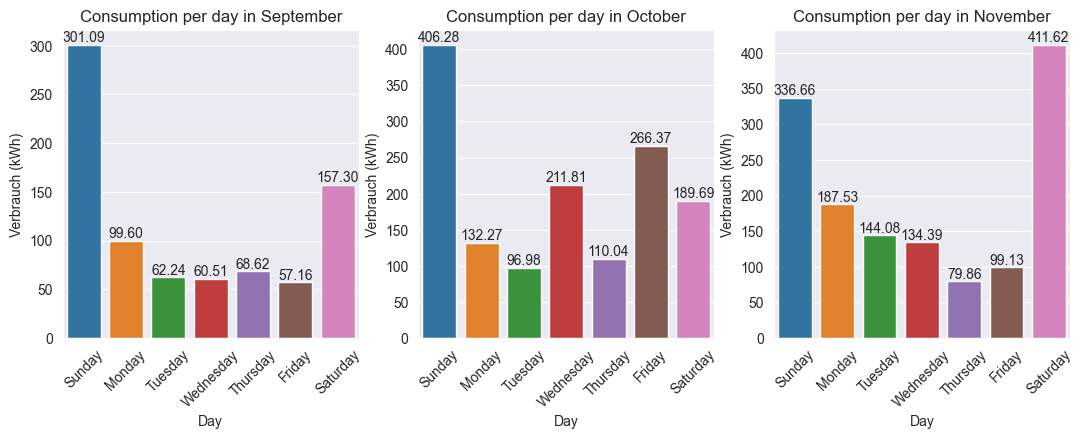 Consumption per day in September
Verbrauch (kWh)
300
250
200
150
100
50
0
301.09
99.60
62.24
60.51
68.62
57.16
157.30
Sunday
Monday
Tuesday
Wednesday
Thursday
Friday
Saturday
Day
Consumption per day in October
Verbrauch (kWh)
400
350
300
250
200
150
100
50
0
406.28
132.27
96.98
211.81
110.04
266.37
189.69
Sunday
Monday
Tuesday
Wednesday
Thursday
Friday
Saturday
Day
Consumption per day in November
Verbrauch (kWh)
400
350
300
250
200
150
100
50
0
336.66
187.53
144.08
134.39
79.86
99.13
411.62
Sunday
Monday
Tuesday
Wednesday
Thursday
Friday
Saturday
Day